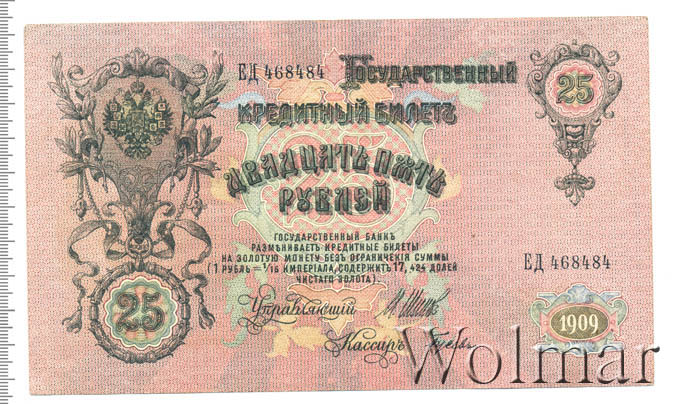 ЕД 468484 Государственный
Кредитный Билетъ
25
Двадцать пять
рублей
Государственный банкъ
размѣниваетъ кредитные билеты
на золотую монету безъ ограниченія суммы
(1 рубль = 1/15 имперіала, содержитъ 17,424 долей
чистаго золота).
ЕД 468484
Управляющій
25
1909
Кассиръ
Wolmar